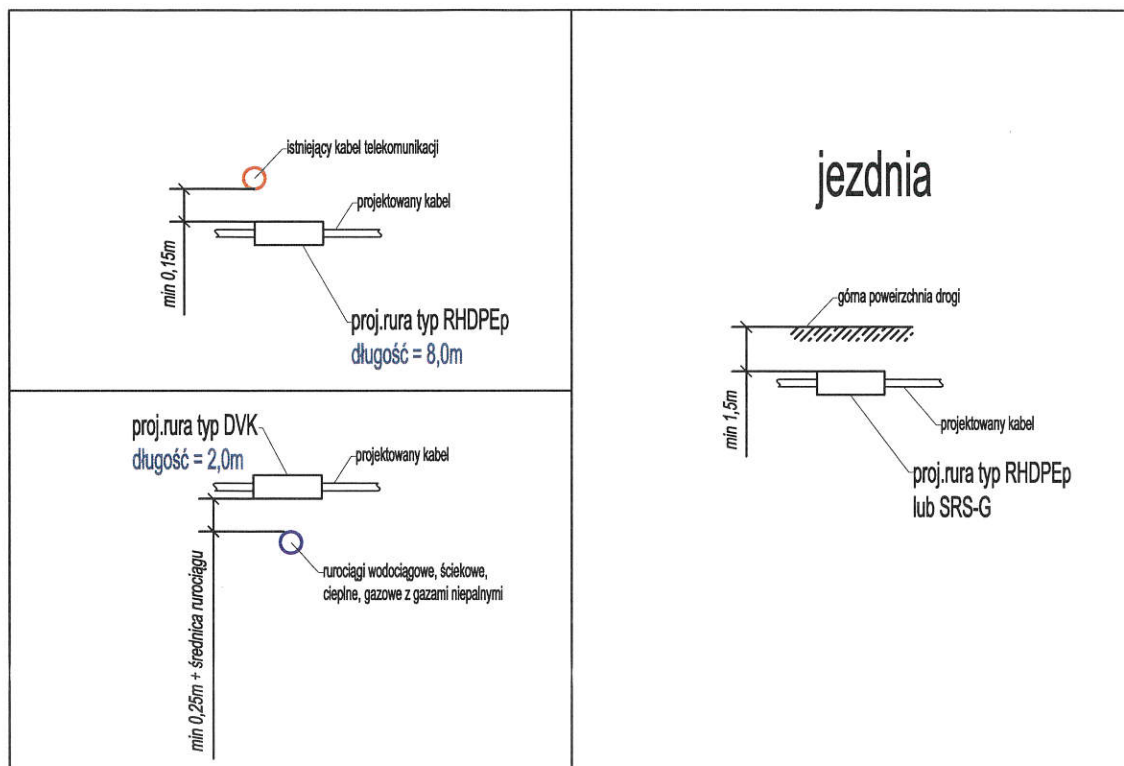 istniejący kabel telekomunikacji
projektowany kabel
min 0,15m
proj.rura typ RHDPEp
długość = 8,0m
proj.rura typ DVK
długość = 2,0m
projektowany kabel
rurociągi wodociągowe, ściekowe,
cieplne, gazowe z gazami niepalnymi
min 0,25m + średnica rurociągu
jezdnia
górna poweirzchnia drogi
min 1,5m
projektowany kabel
proj.rura typ RHDPEp
lub SRS-G